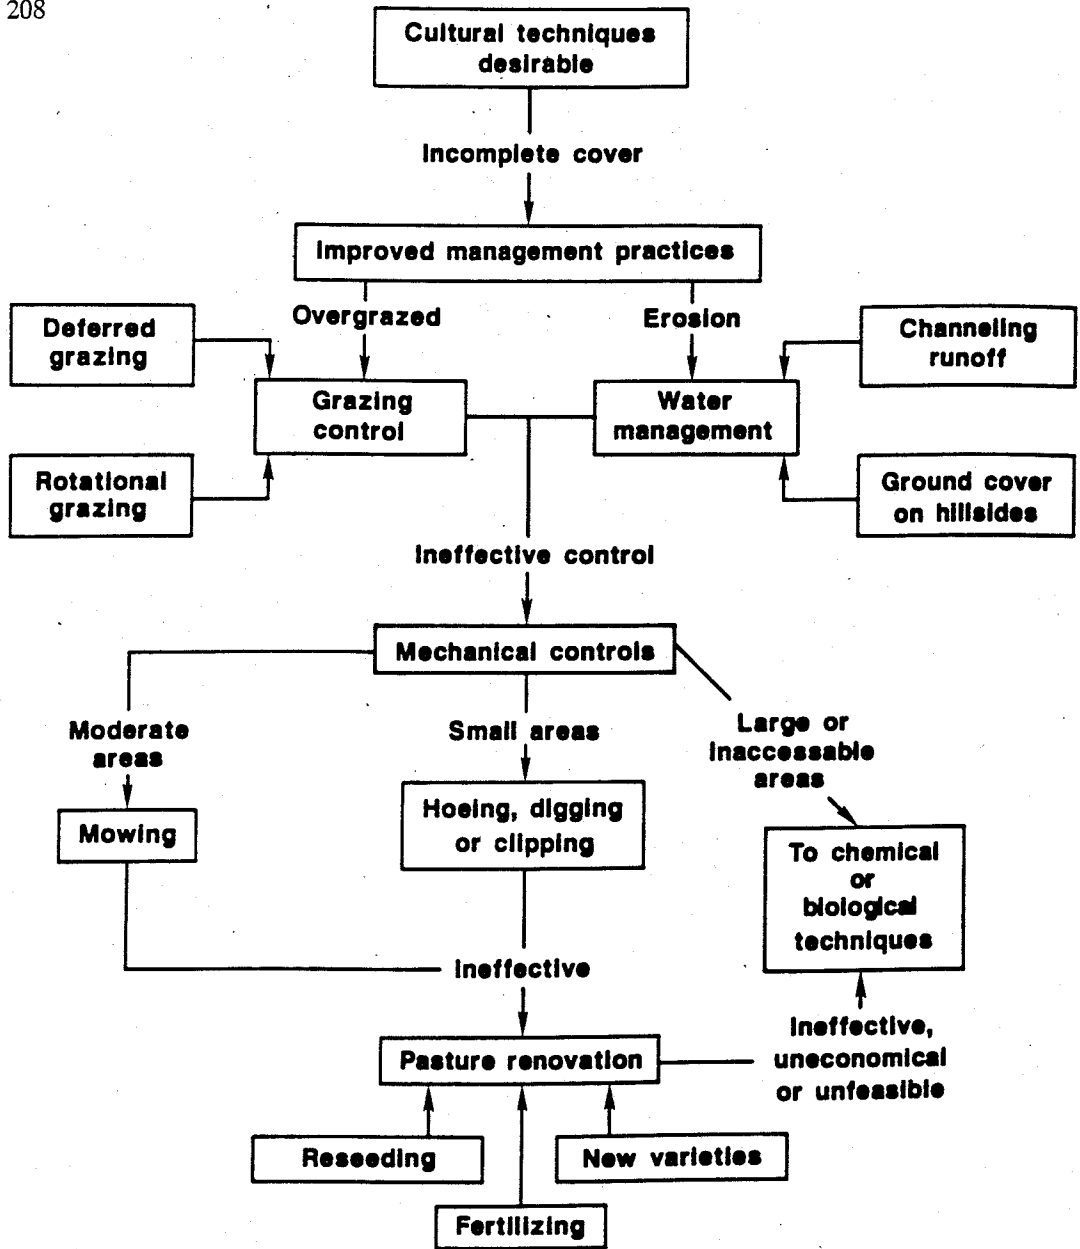 208
Cultural techniques
desirable
Incomplete cover
Improved management practices
Overgrazed
Erosion
Deferred
grazing
Channeling
runoff
Grazing
control
Water
management
Rotational
grazing
Ground cover
on hillsides
Ineffective control
Mechanical controls
Moderate
areas
Small areas
Large or
inaccessable
areas
Mowing
Hoeing, digging
or clipping
To chemical
or
biological
techniques
Ineffective
Pasture renovation
Ineffective,
uneconomical
or unfeasible
Reseeding
New varieties
Fertilizing